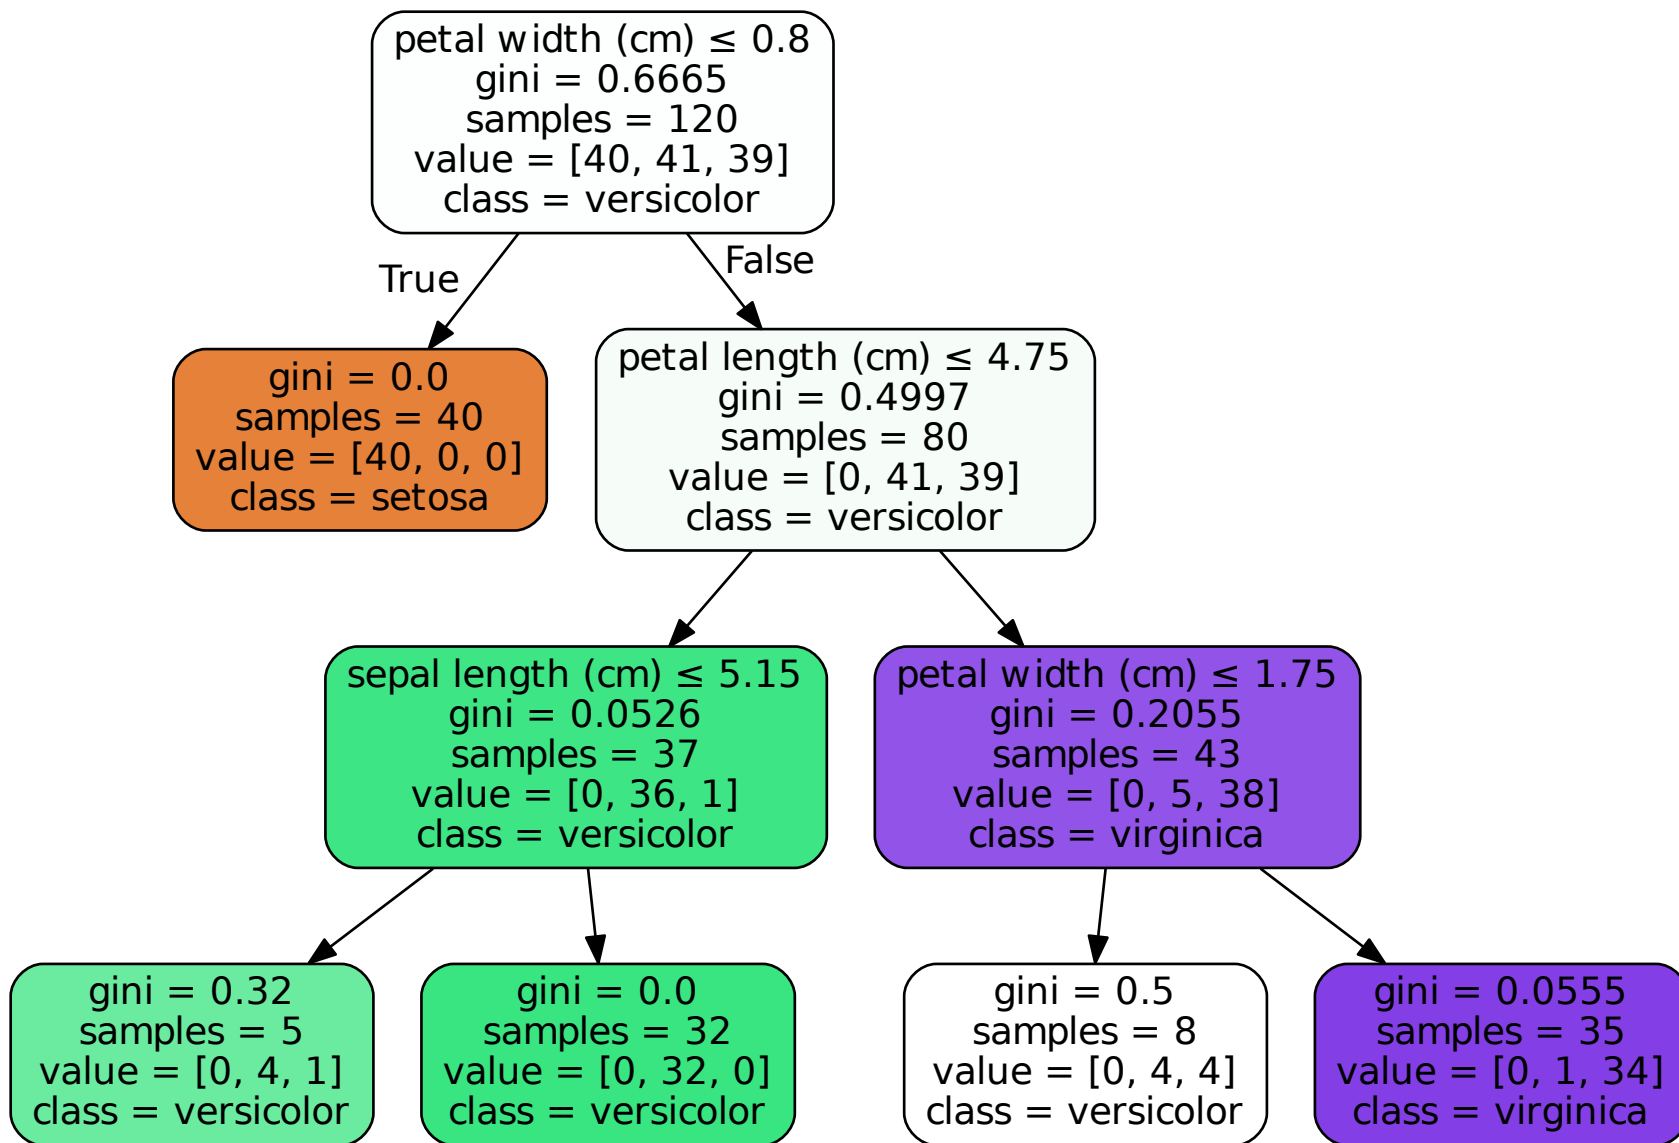 petal width (cm) ≤ 0.8
gini = 0.6665
samples = 120
value = [40, 41, 39]
class = versicolor
True
False
gini = 0.0
samples = 40
value = [40, 0, 0]
class = setosa
petal length (cm) ≤ 4.75
gini = 0.4997
samples = 80
value = [0, 41, 39]
class = versicolor
sepal length (cm) ≤ 5.15
gini = 0.0526
samples = 37
value = [0, 36, 1]
class = versicolor
petal width (cm) ≤ 1.75
gini = 0.2055
samples = 43
value = [0, 5, 38]
class = virginica
gini = 0.32
samples = 5
value = [0, 4, 1]
class = versicolor
gini = 0.0
samples = 32
value = [0, 32, 0]
class = versicolor
gini = 0.5
samples = 8
value = [0, 4, 4]
class = versicolor
gini = 0.0555
samples = 35
value = [0, 1, 34]
class = virginica